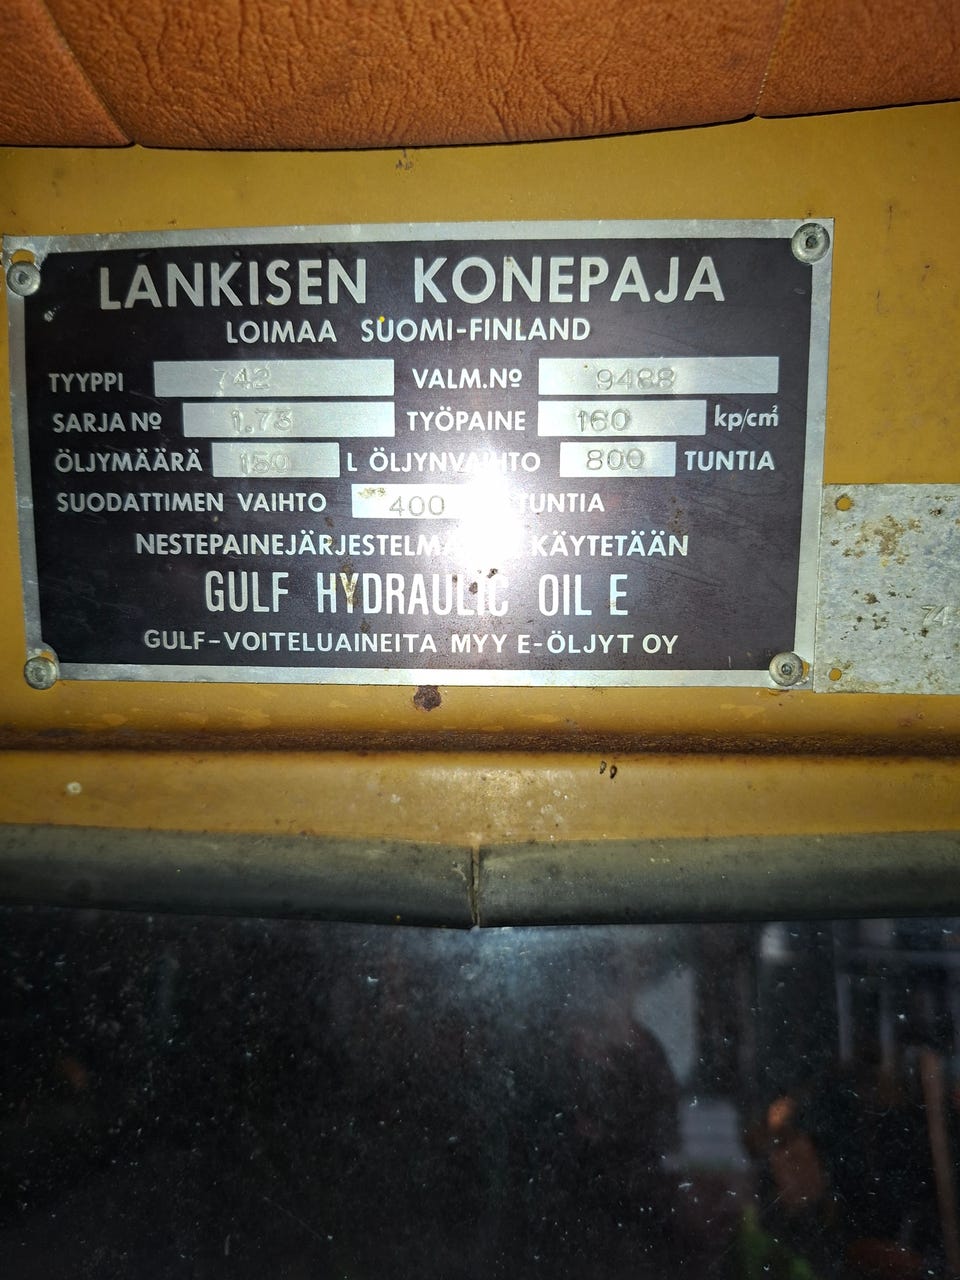 LANKISEN KONEPAJA
LOIMAA SUOMI-FINLAND
TYYPPI 742 VALM.Nº 9488
SARJA Nº 1.73 TYÖPAINE 160 kp/cm²
ÖLJYMÄÄRÄ 150 L ÖLJYNVAIHTO 800 TUNTIA
SUODATTIMEN VAIHTO 400 TUNTIA
NESTEPAINEJÄRJESTELMÄ KÄYTETÄÄN
GULF HYDRAULIC OIL E
GULF-VOITELUAINEITA MYY E-ÖLJYT OY